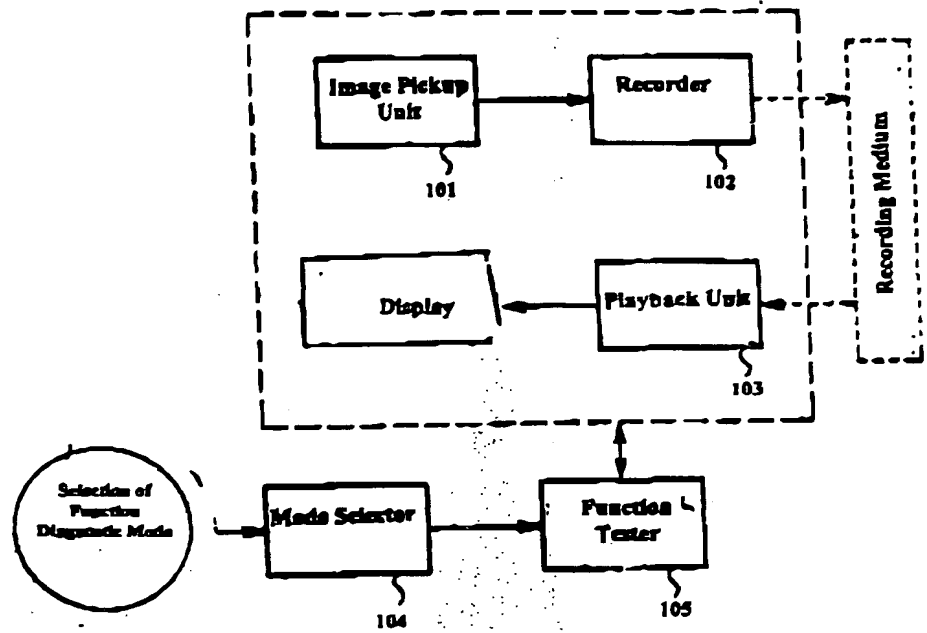 Image Pickup
Unit
101
Recorder
102
Recording Medium
Display
Playback Unit
103
Selection of
Function
Diagnostic Mode
Mode Selector
104
Function
Tester
105